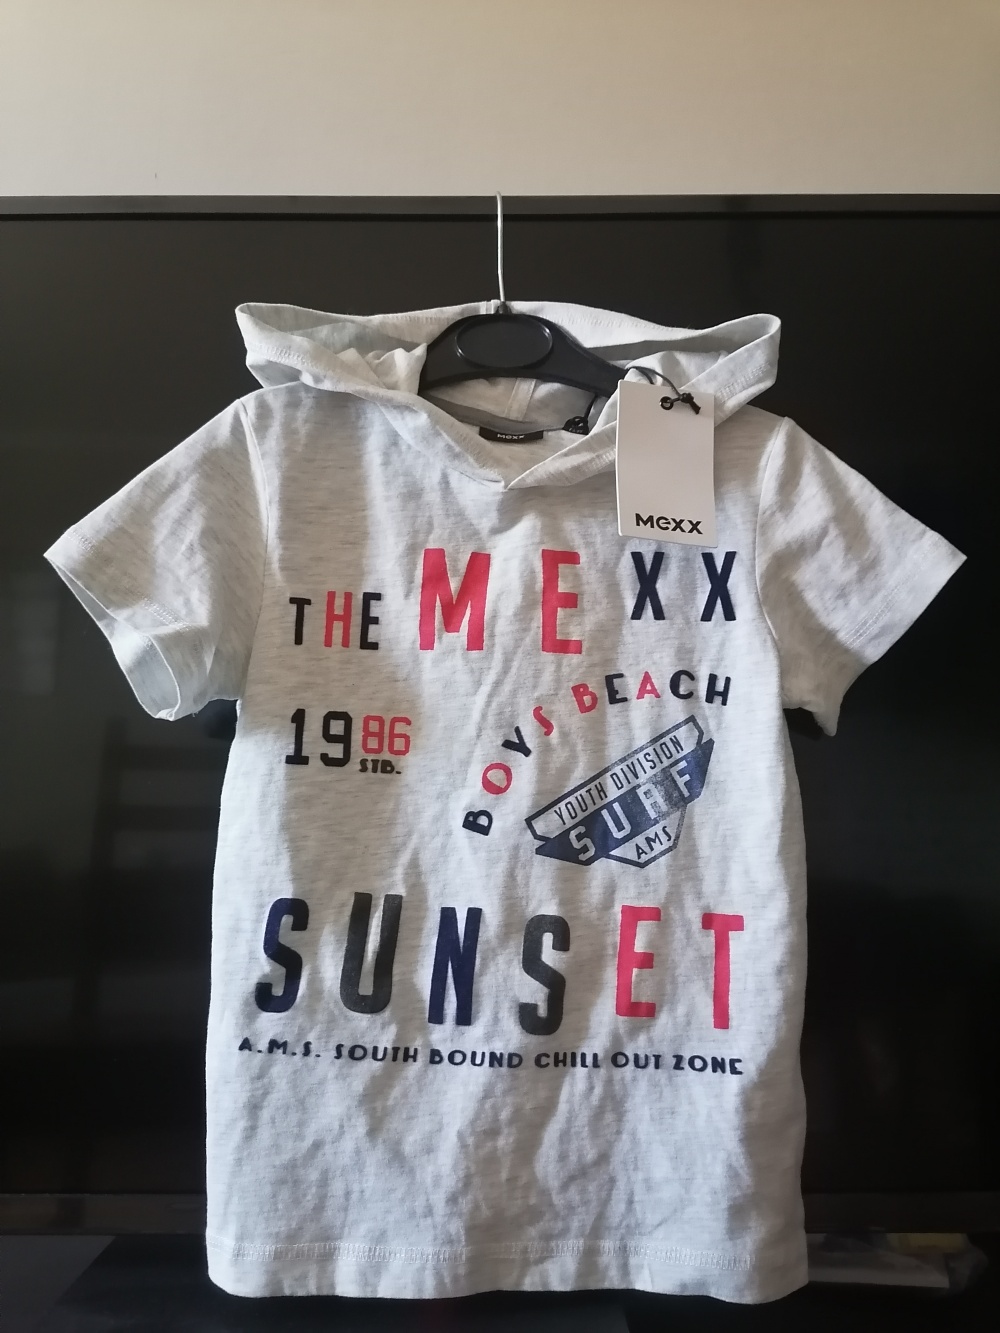 Mexx
Mexx
THE MEXX
1986
STD.
BOYS BEACH
YOUTH DIVISION
SURF
AMS
SUNSET
A.M.S. SOUTH BOUND CHILL OUT ZONE